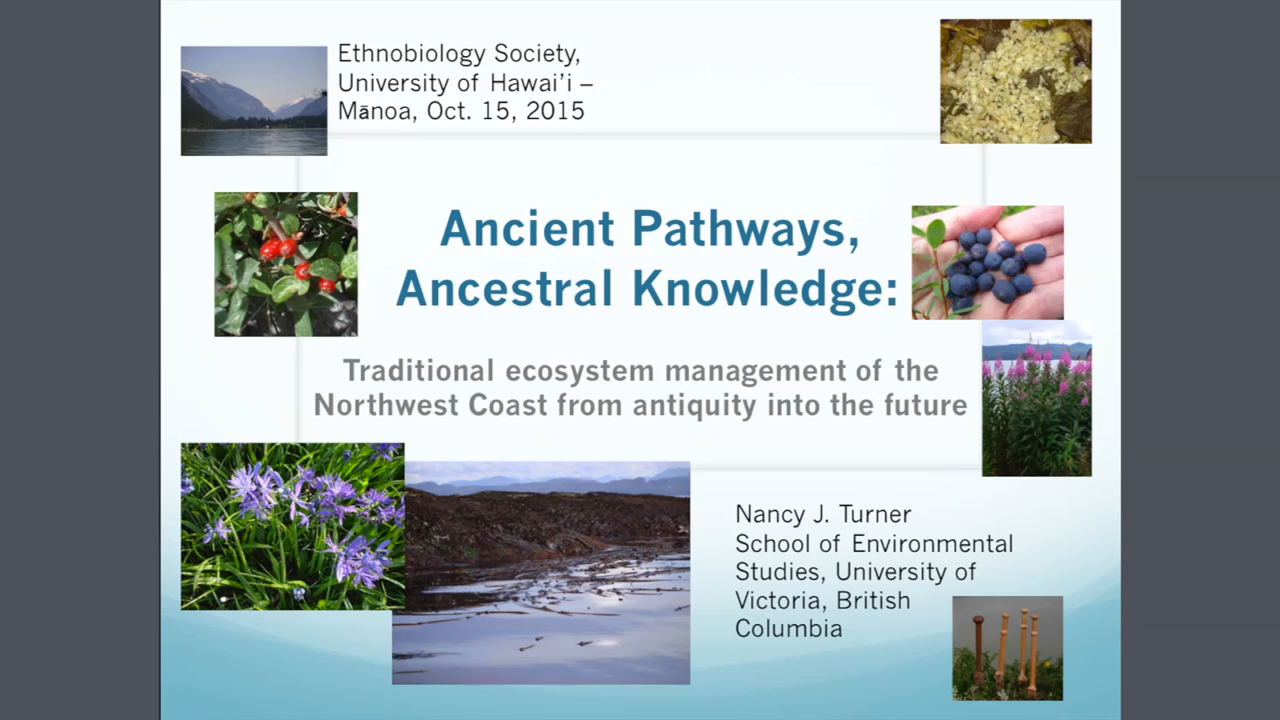 Ethnobiology Society,
University of Hawai’i –
Mānoa, Oct. 15, 2015
Ancient Pathways,
Ancestral Knowledge:
Traditional ecosystem management of the
Northwest Coast from antiquity into the future
Nancy J. Turner
School of Environmental
Studies, University of
Victoria, British
Columbia